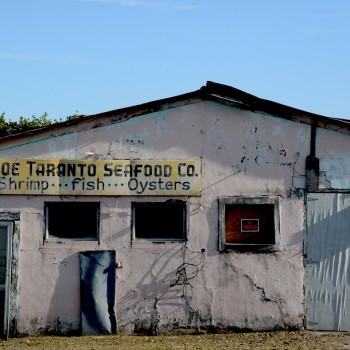 OE TARANTO SEAFOOD CO.
Shrimp...fish...Oysters